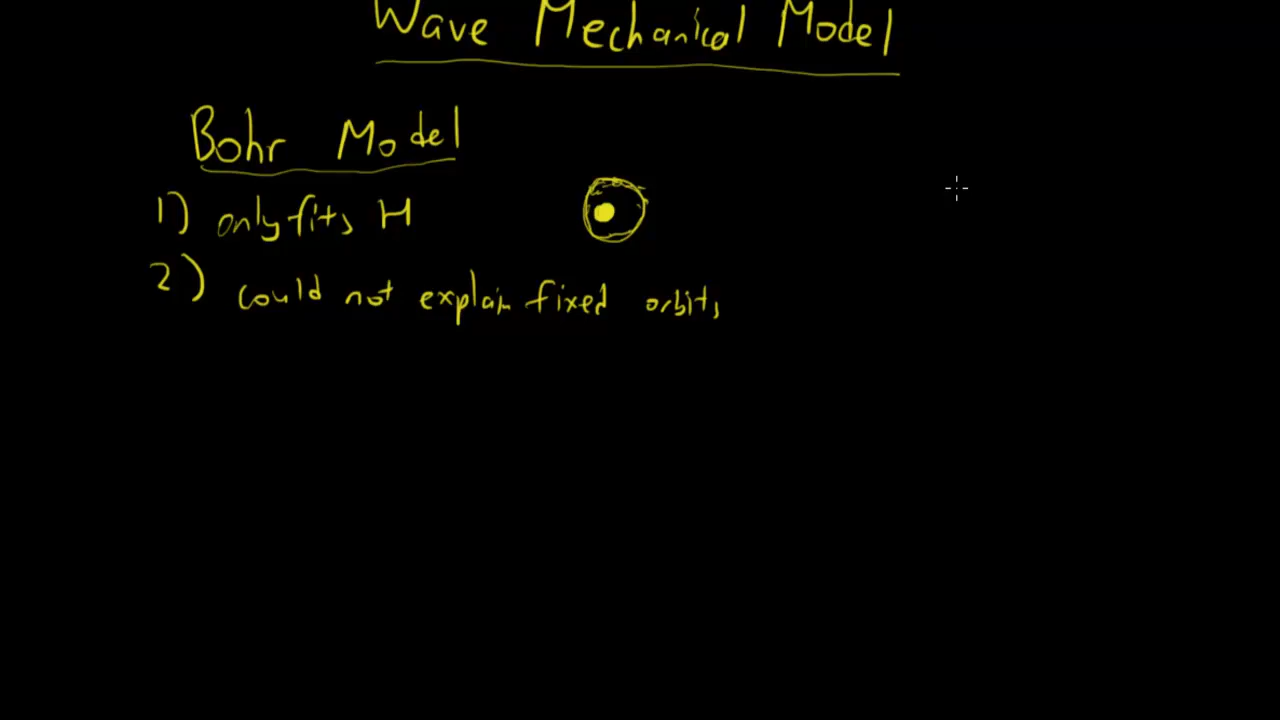 Wave Mechanical Model
Bohr Model
1) only fits H
2) could not explain fixed orbits